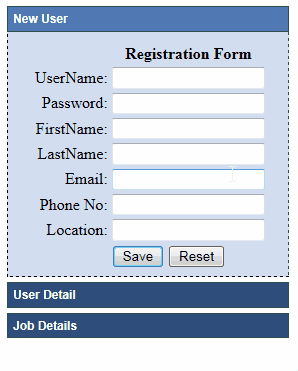 New User
Registration Form
UserName:
Password:
FirstName:
LastName:
Email:
Phone No:
Location:
Save Reset
User Detail
Job Details